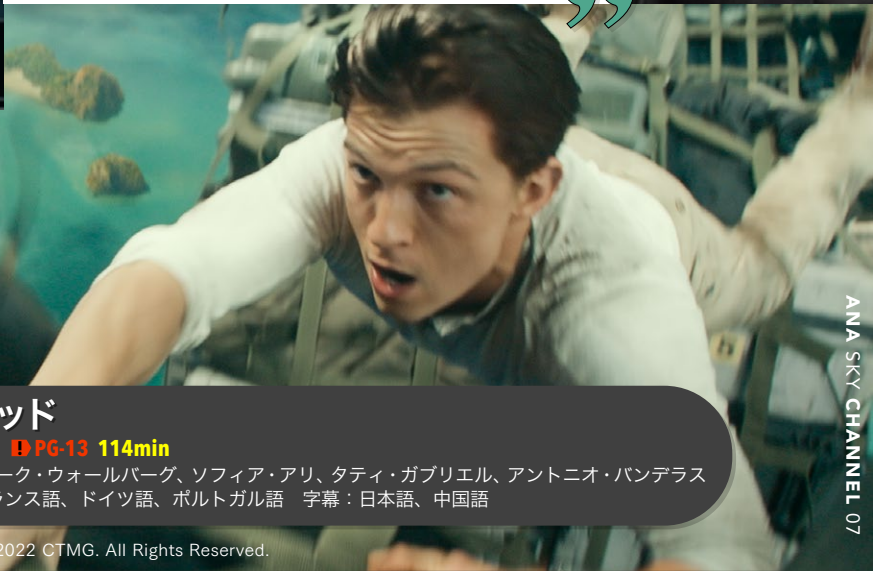 ”
ッド
! PG-13 114min
ーク・ウォールバーグ、ソフィア・アリ、タティ・ガブリエル、アントニオ・バンデラス
ランス語、ドイツ語、ポルトガル語 字幕：日本語、中国語
2022 CTMG. All Rights Reserved.
ANA SKY CHANNEL 07